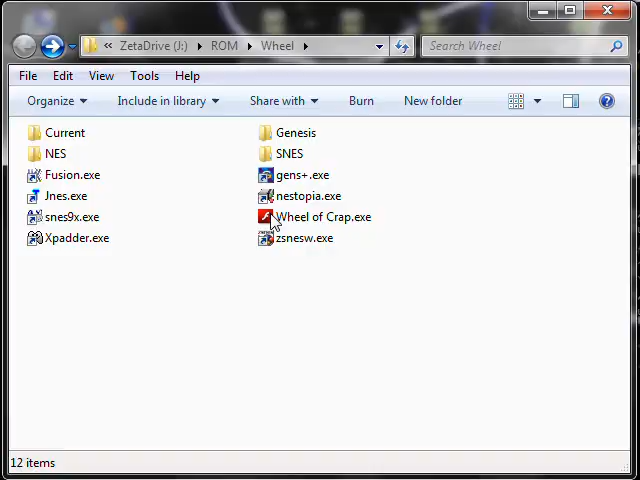 « ZetaDrive (J:) ROM Wheel Search Wheel
File Edit View Tools Help
Organize Include in library Share with Burn New folder
Current Genesis
NES SNES
Fusion.exe gens+.exe
Jnes.exe nestopia.exe
snes9x.exe Wheel of Crap.exe
Xpadder.exe zsnesw.exe
12 items